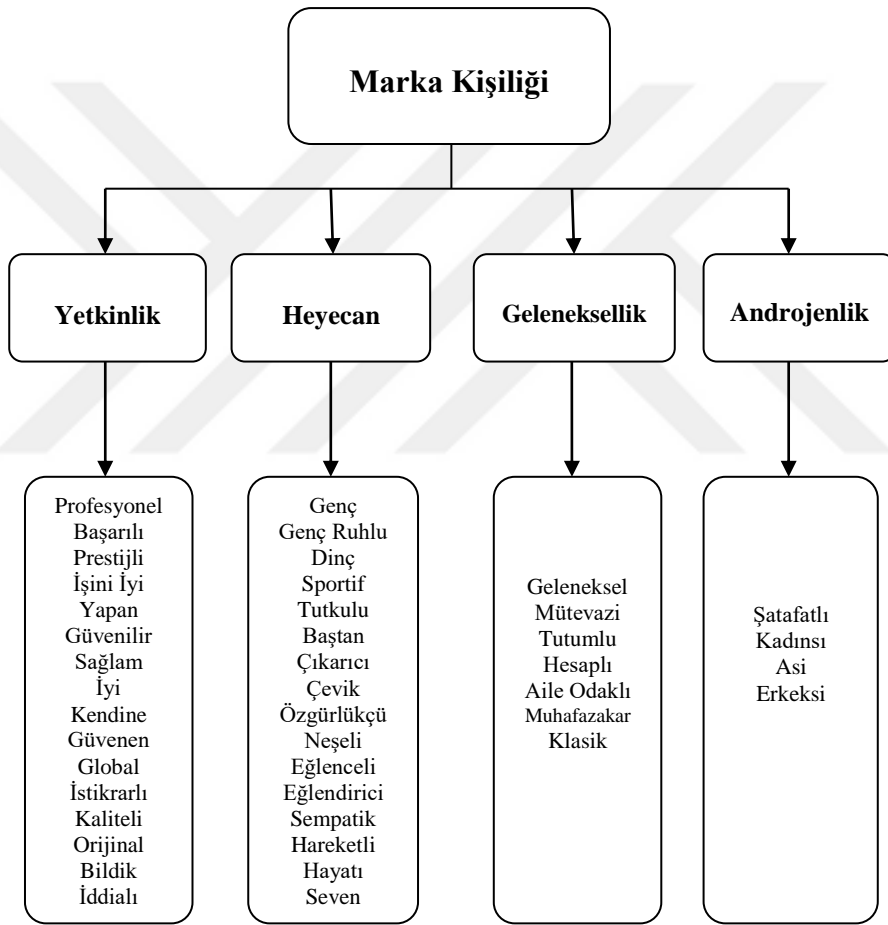 Marka Kişiliği
Yetkinlik
Heyecan
Geleneksellik
Androjenlik
Profesyonel
Başarılı
Prestijli
İşini İyi
Yapan
Güvenilir
Sağlam
İyi
Kendine
Güvenen
Global
İstikrarlı
Kaliteli
Orijinal
Bildik
İddialı
Genç
Genç Ruhlu
Dinç
Sportif
Tutkulu
Baştan
Çıkarıcı
Çevik
Özgürlükçü
Neşeli
Eğlenceli
Eğlendirici
Sempatik
Hareketli
Hayatı
Seven
Geleneksel
Mütevazi
Tutumlu
Hesaplı
Aile Odaklı
Muhafazakar
Klasik
Şatafatlı
Kadınsı
Asi
Erkeksi